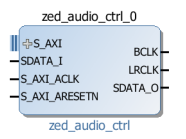 zed_audio_ctrl_0
S_AXI
SDATA_I
S_AXI_ACLK
S_AXI_ARESETN
BCLK
LRCLK
SDATA_O
zed_audio_ctrl